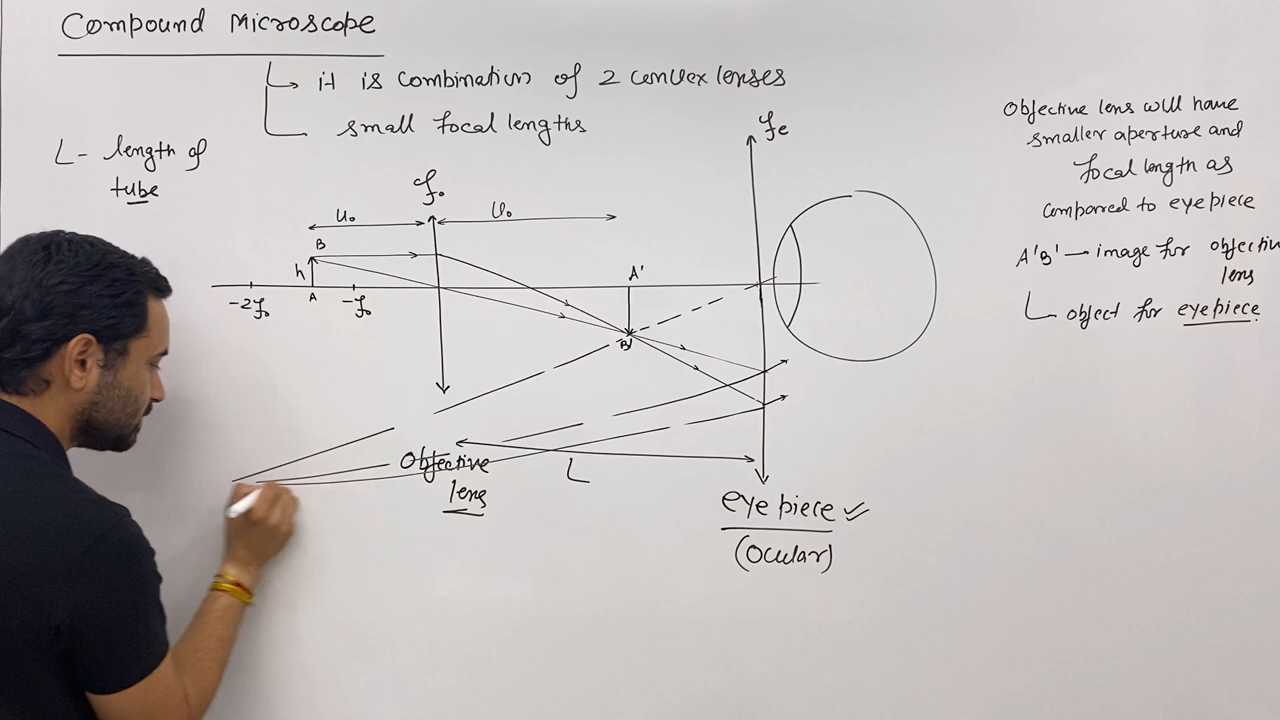 Compound Microscope
it is combination of 2 convex lenses
small focal lengths
L - length of
tube
fo
fe
uo
vo
B
h
A
-2fo
-fo
A'
B'
Objective
lens
L
eye piece
(Ocular)
Objective lens will have
smaller aperture and
focal length as
compared to eyepiece
A'B' — image for objective
lens
object for eyepiece.